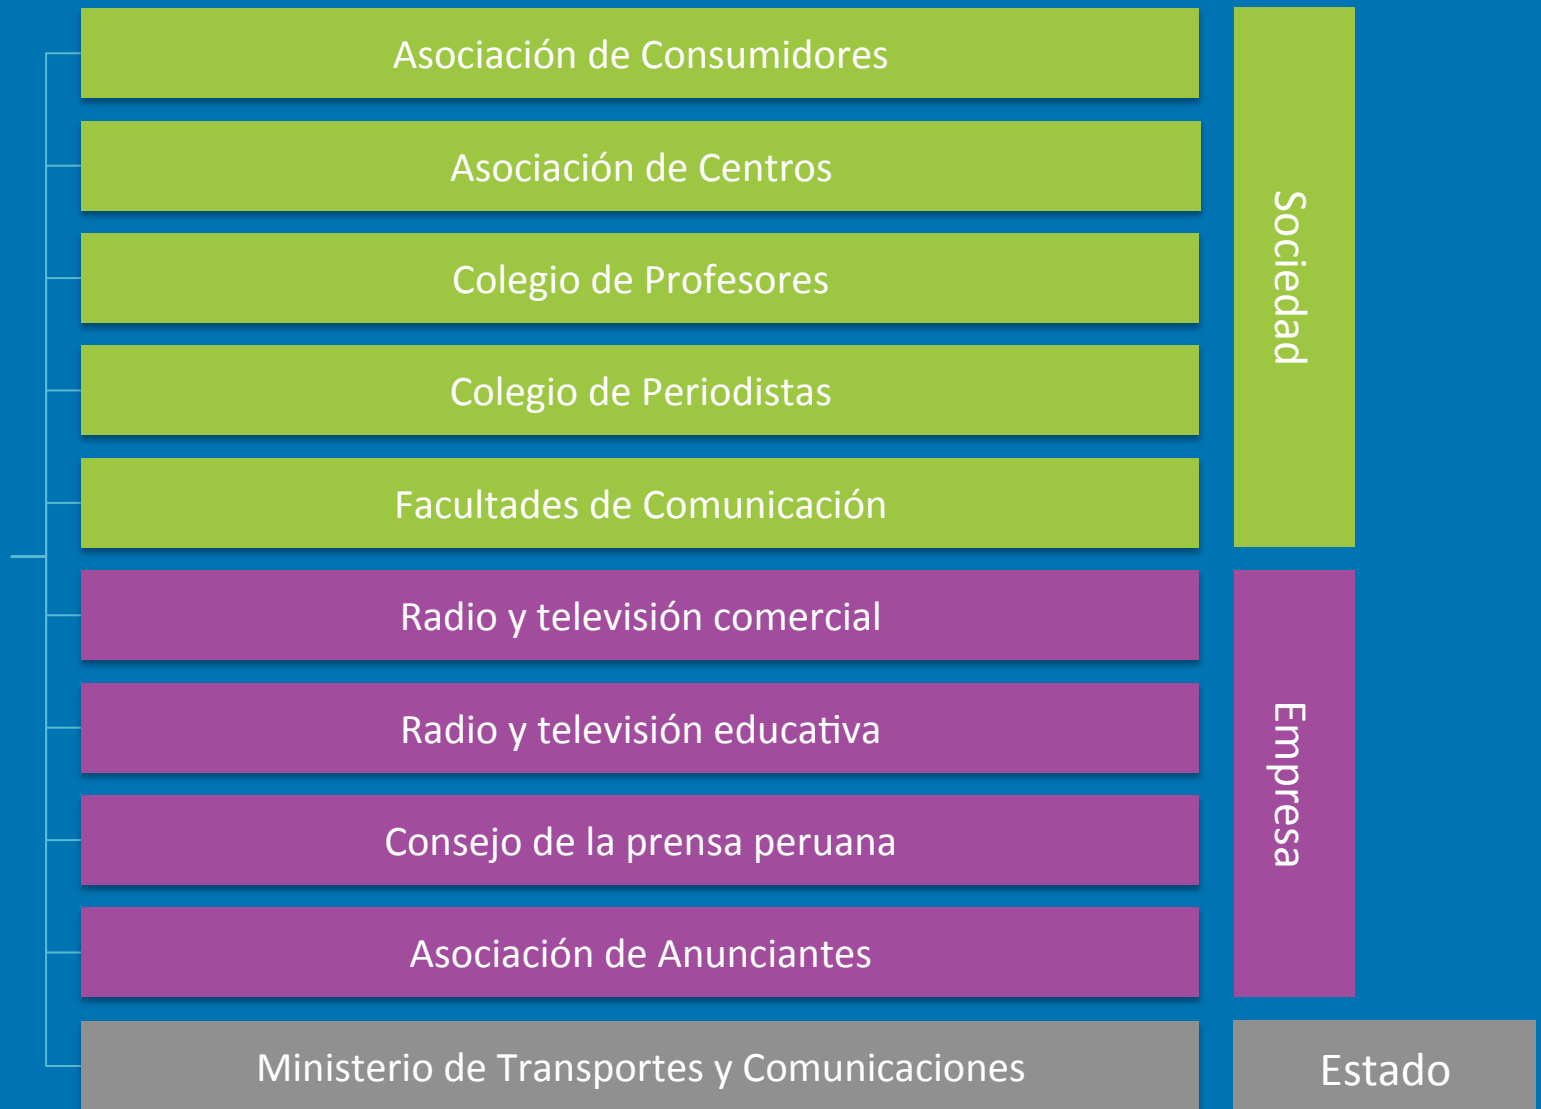 Asociación de Consumidores
Asociación de Centros
Colegio de Profesores
Colegio de Periodistas
Facultades de Comunicación
Sociedad
Radio y televisión comercial
Radio y televisión educativa
Consejo de la prensa peruana
Asociación de Anunciantes
Empresa
Ministerio de Transportes y Comunicaciones
Estado